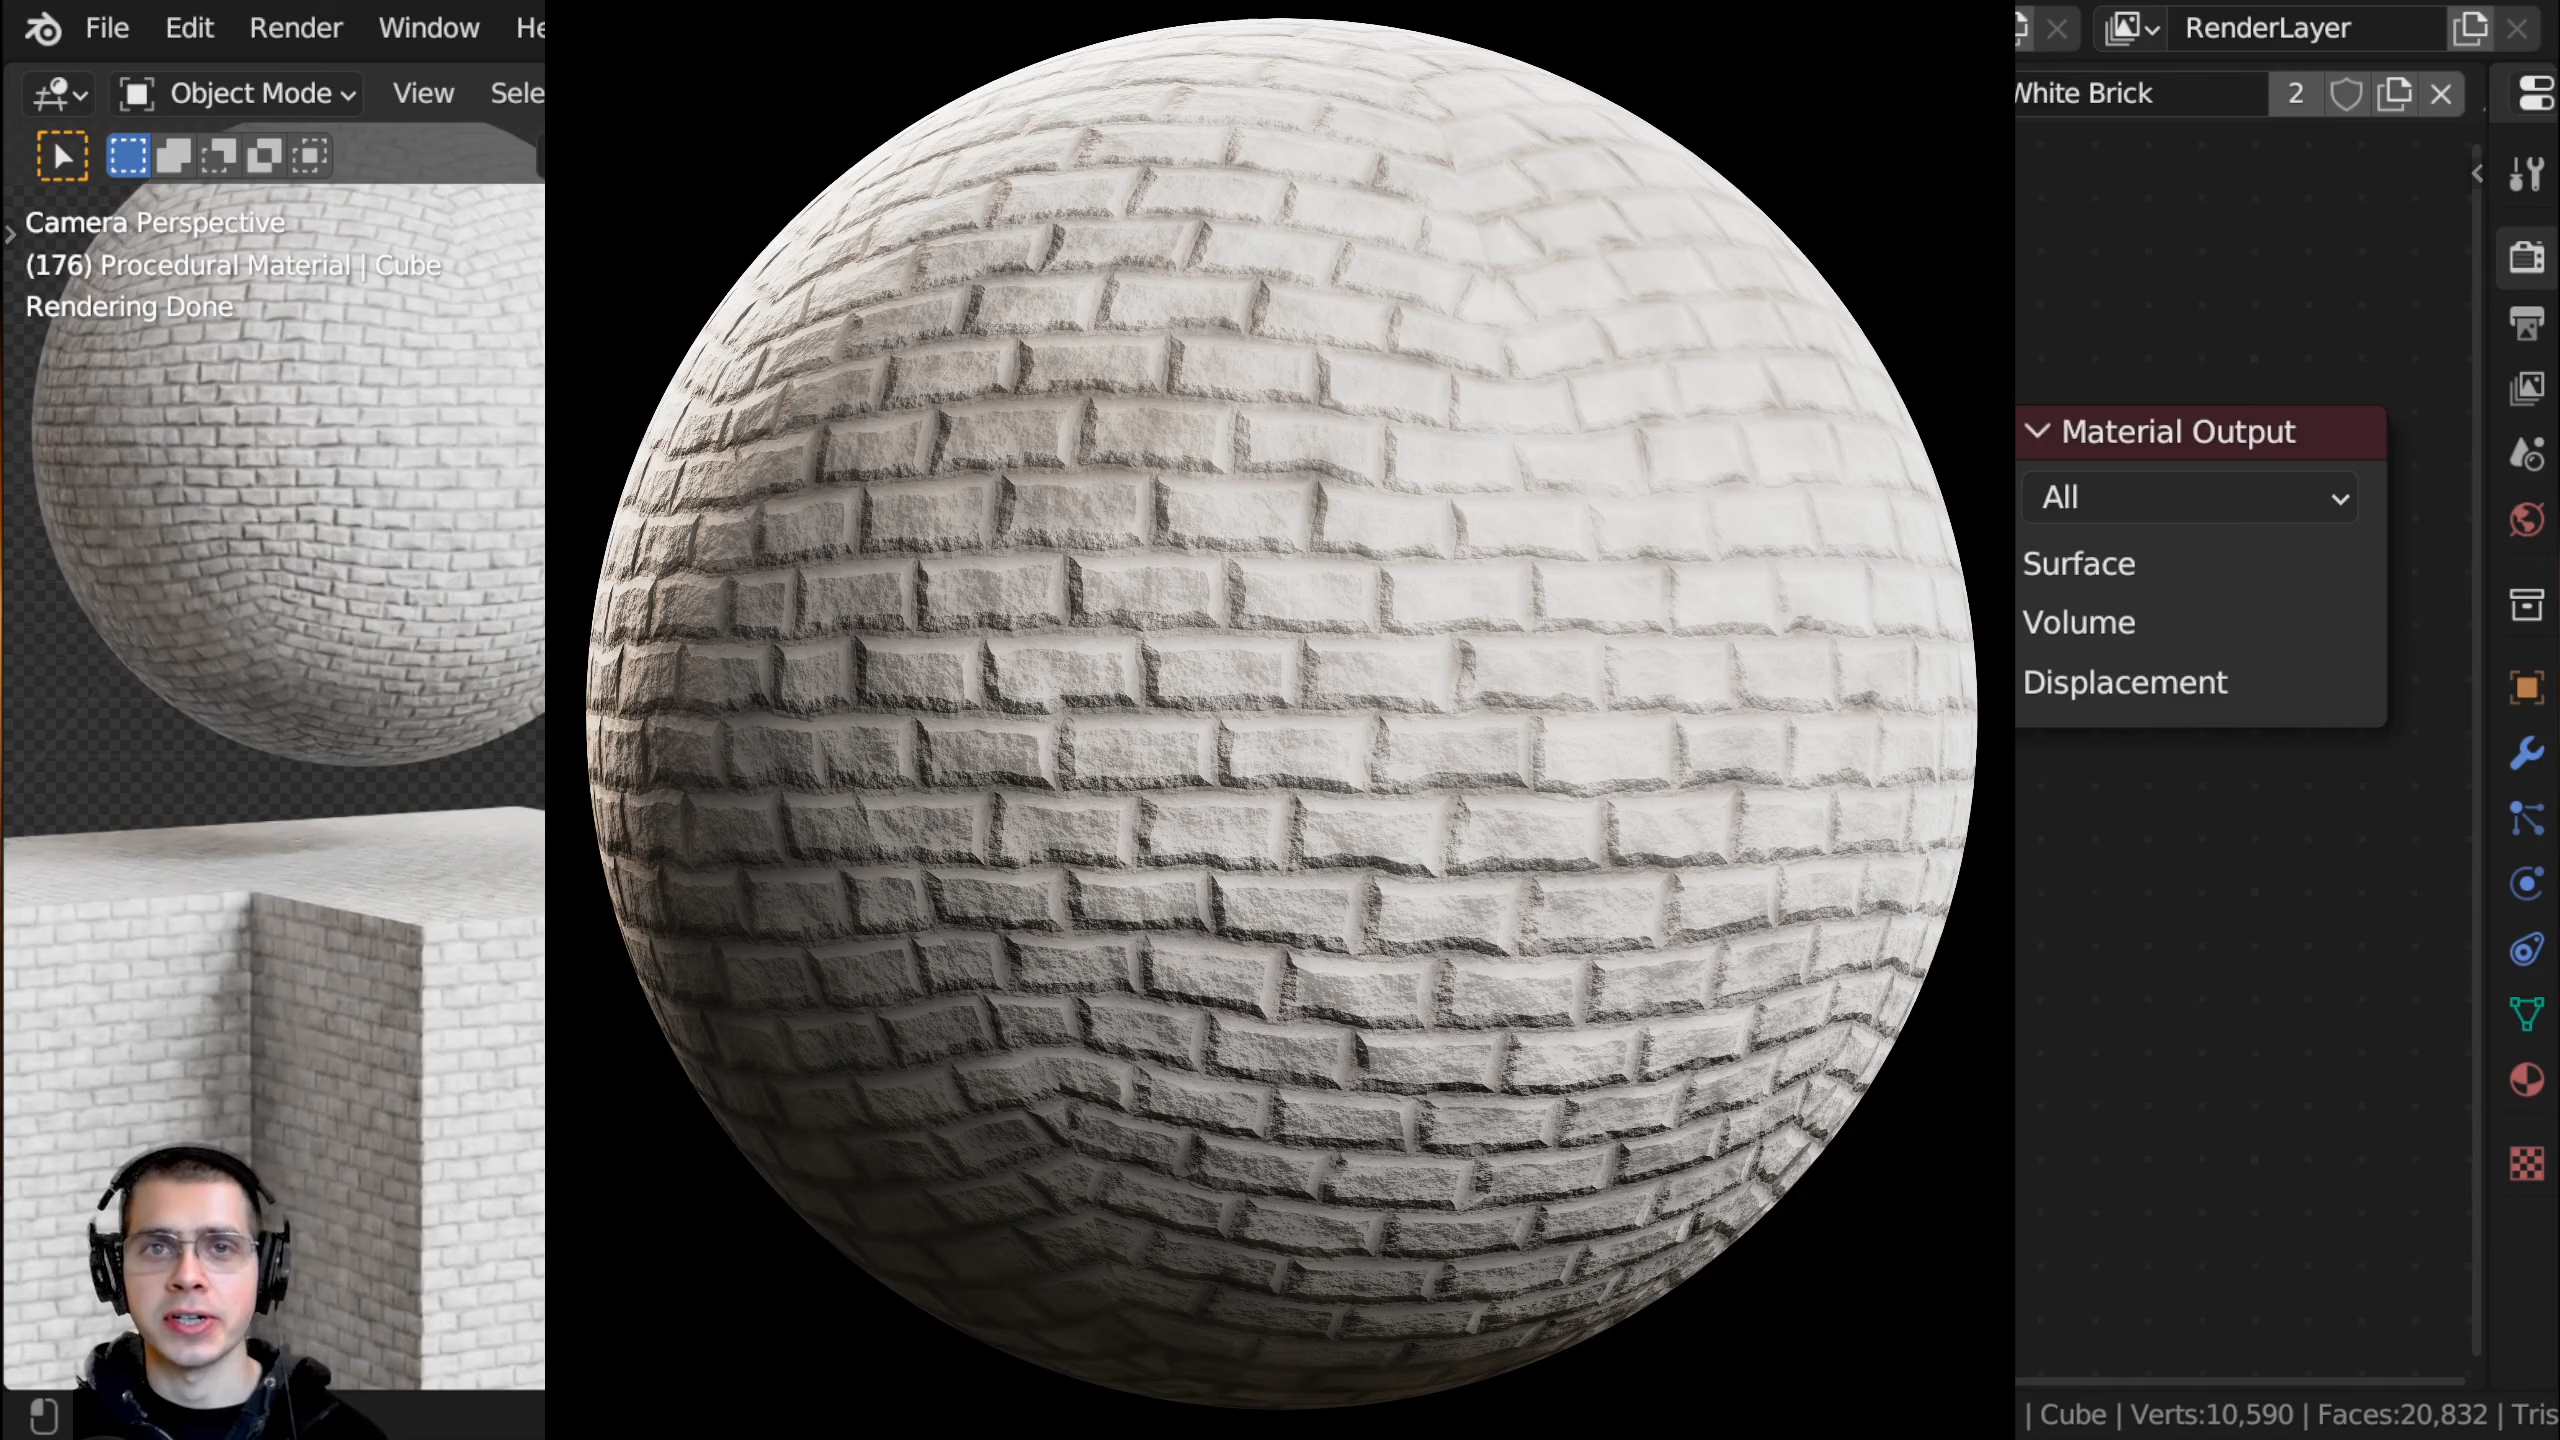 File Edit Render Window He
RenderLayer
Object Mode View Sele
White Brick 2
Camera Perspective
(176) Procedural Material | Cube
Rendering Done
Material Output
All
Surface
Volume
Displacement
| Cube | Verts:10,590 | Faces:20,832 | Tris